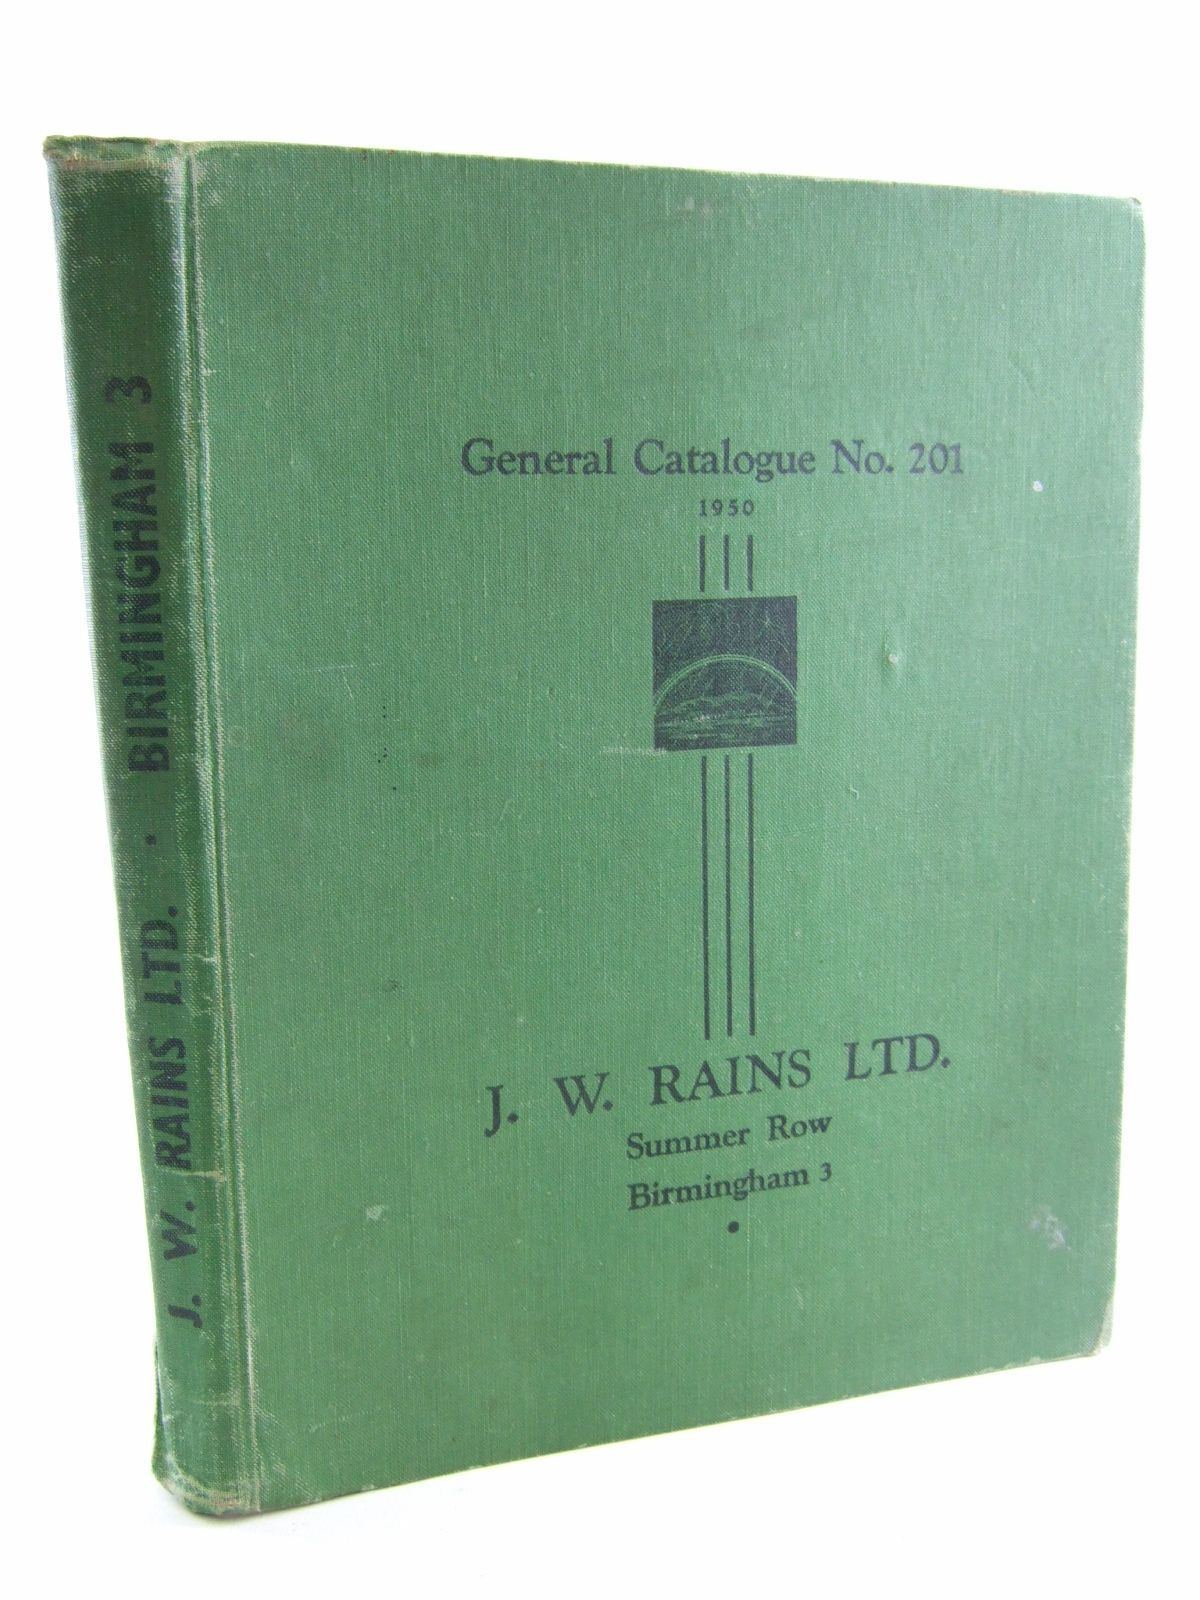 J. W. RAINS LTD. • BIRMINGHAM 3
General Catalogue No. 201
1950
J. W. RAINS LTD.
Summer Row
Birmingham 3